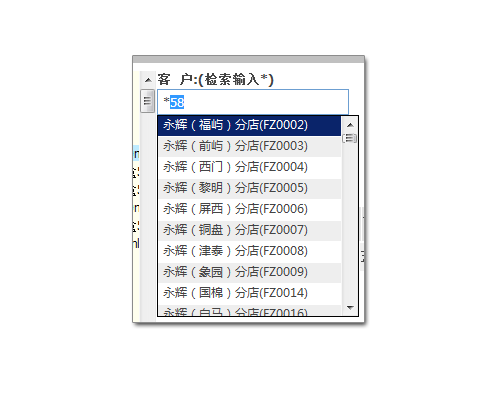 客 户:(检索输入*)
*58
永辉（福屿）分店(FZ0002)
永辉（前屿）分店(FZ0003)
永辉（西门）分店(FZ0004)
永辉（黎明）分店(FZ0005)
永辉（屏西）分店(FZ0006)
永辉（铜盘）分店(FZ0007)
永辉（津泰）分店(FZ0008)
永辉（象园）分店(FZ0009)
永辉（国棉）分店(FZ0014)
永辉（白马）分店(FZ0016)